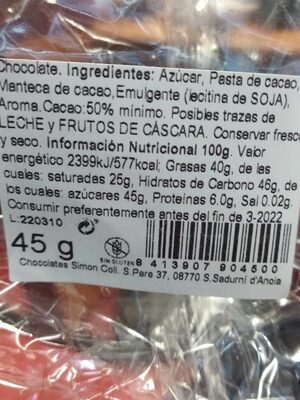 Chocolate. Ingredientes: Azúcar, Pasta de cacao,
Manteca de cacao, Emulgente (lecitina de SOJA),
Aroma. Cacao: 50% mínimo. Posibles trazas de
LECHE y FRUTOS DE CÁSCARA. Conservar fresco
y seco. Información Nutricional 100g. Valor
energético 2399kJ/577kcal; Grasas 40g, de las
cuales: saturadas 25g, Hidratos de Carbono 46g, de
los cuales: azúcares 45g, Proteínas 6.0g, Sal 0.02g.
Consumir preferentemente antes del fin de 3-2022
L:220310
45 g
SIN GLUTEN
8 413907 904500
Chocolates Simon Coll. S.Pere 37, 08770 S.Sadurní d'Anoia